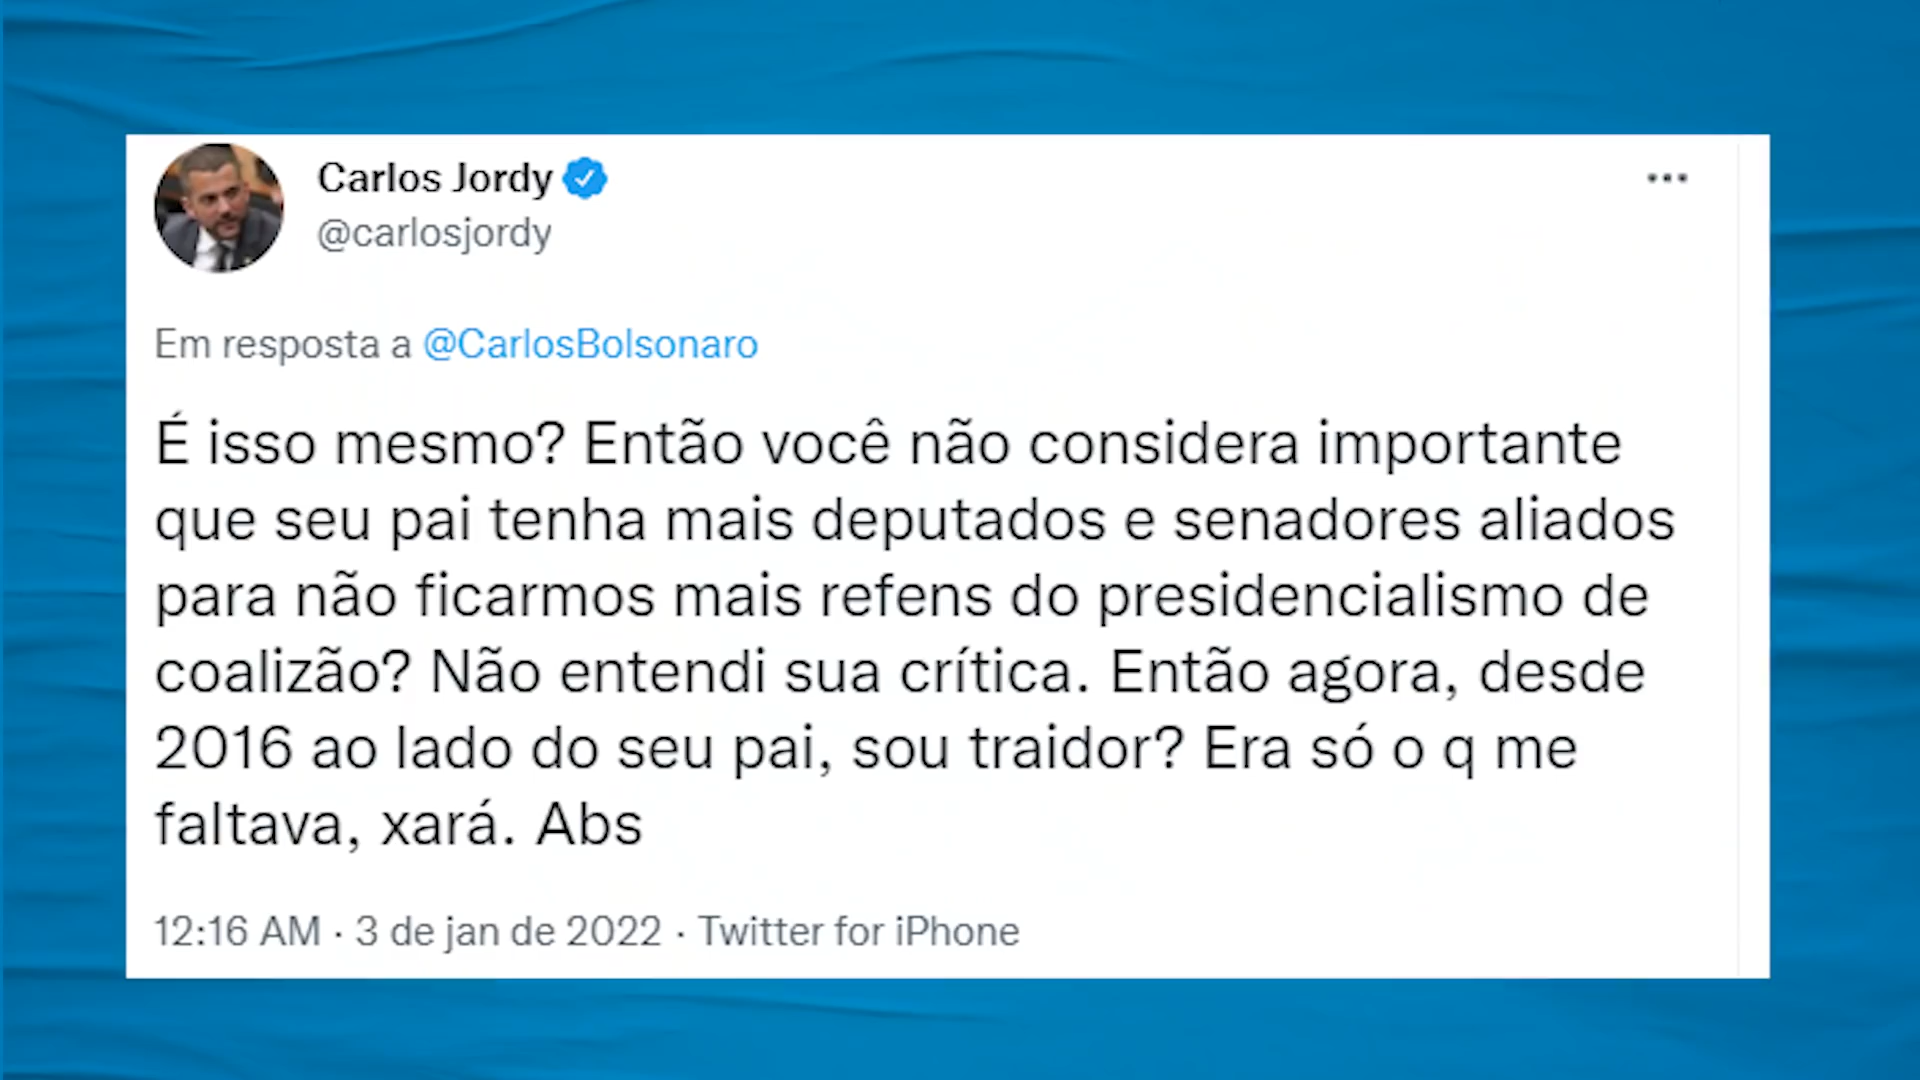 Carlos Jordy
@carlosjordy
Em resposta a @CarlosBolsonaro
É isso mesmo? Então você não considera importante
que seu pai tenha mais deputados e senadores aliados
para não ficarmos mais refens do presidencialismo de
coalizão? Não entendi sua crítica. Então agora, desde
2016 ao lado do seu pai, sou traidor? Era só o q me
faltava, xará. Abs
12:16 AM · 3 de jan de 2022 · Twitter for iPhone